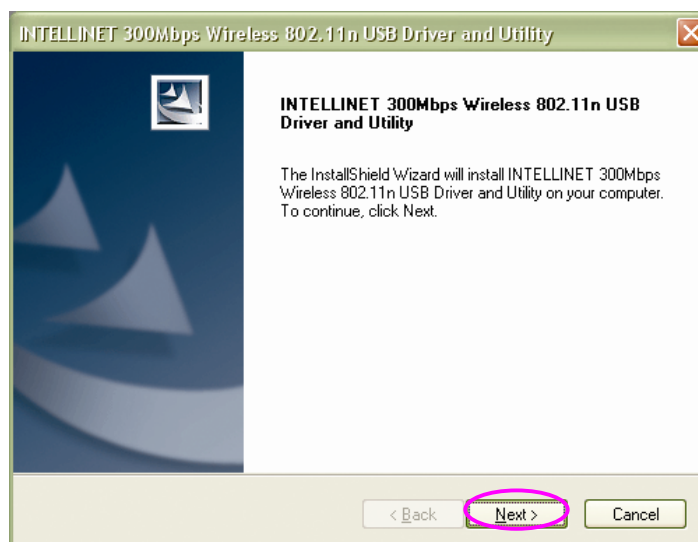 INTELLINET 300Mbps Wireless 802.11n USB Driver and Utility
INTELLINET 300Mbps Wireless 802.11n USB
Driver and Utility
The InstallShield Wizard will install INTELLINET 300Mbps
Wireless 802.11n USB Driver and Utility on your computer.
To continue, click Next.
< Back Next > Cancel